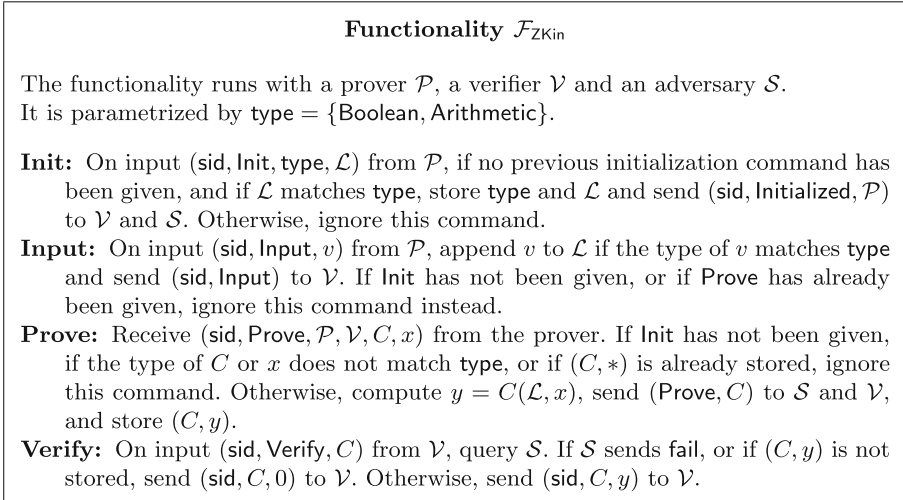 Functionality 𝓕ZKin
The functionality runs with a prover 𝒫, a verifier 𝒱 and an adversary 𝒮.
It is parametrized by type = {Boolean, Arithmetic}.
Init: On input (sid, Init, type, ℒ) from 𝒫, if no previous initialization command has
been given, and if ℒ matches type, store type and ℒ and send (sid, Initialized, 𝒫)
to 𝒱 and 𝒮. Otherwise, ignore this command.
Input: On input (sid, Input, v) from 𝒫, append v to ℒ if the type of v matches type
and send (sid, Input) to 𝒱. If Init has not been given, or if Prove has already
been given, ignore this command instead.
Prove: Receive (sid, Prove, 𝒫, 𝒱, C, x) from the prover. If Init has not been given,
if the type of C or x does not match type, or if (C, *) is already stored, ignore
this command. Otherwise, compute y = C(ℒ, x), send (Prove, C) to 𝒮 and 𝒱,
and store (C, y).
Verify: On input (sid, Verify, C) from 𝒱, query 𝒮. If 𝒮 sends fail, or if (C, y) is not
stored, send (sid, C, 0) to 𝒱. Otherwise, send (sid, C, y) to 𝒱.